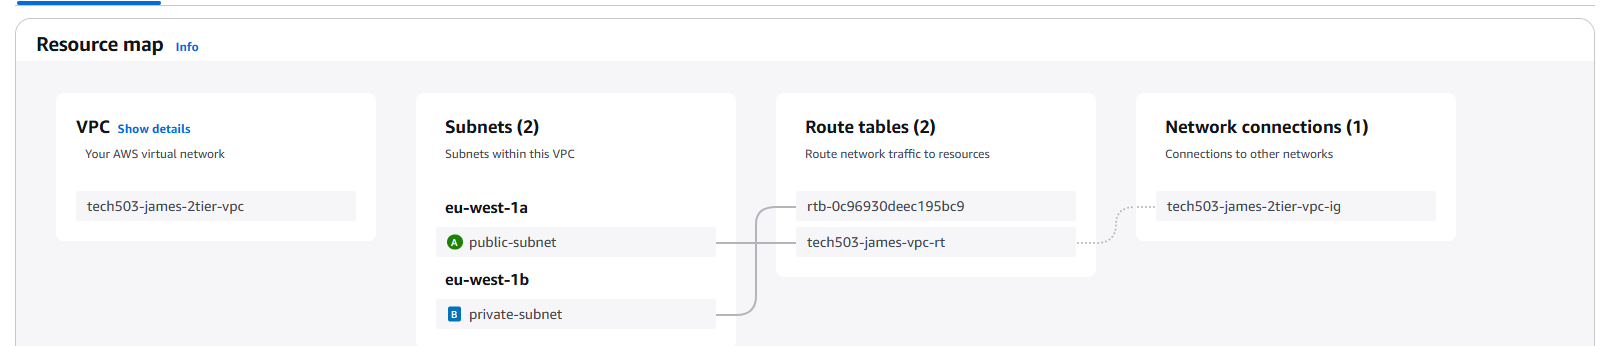 Resource map Info
VPC Show details
Your AWS virtual network
tech503-james-2tier-vpc
Subnets (2)
Subnets within this VPC
eu-west-1a
A public-subnet
eu-west-1b
B private-subnet
Route tables (2)
Route network traffic to resources
rtb-0c96930deec195bc9
tech503-james-vpc-rt
Network connections (1)
Connections to other networks
tech503-james-2tier-vpc-ig